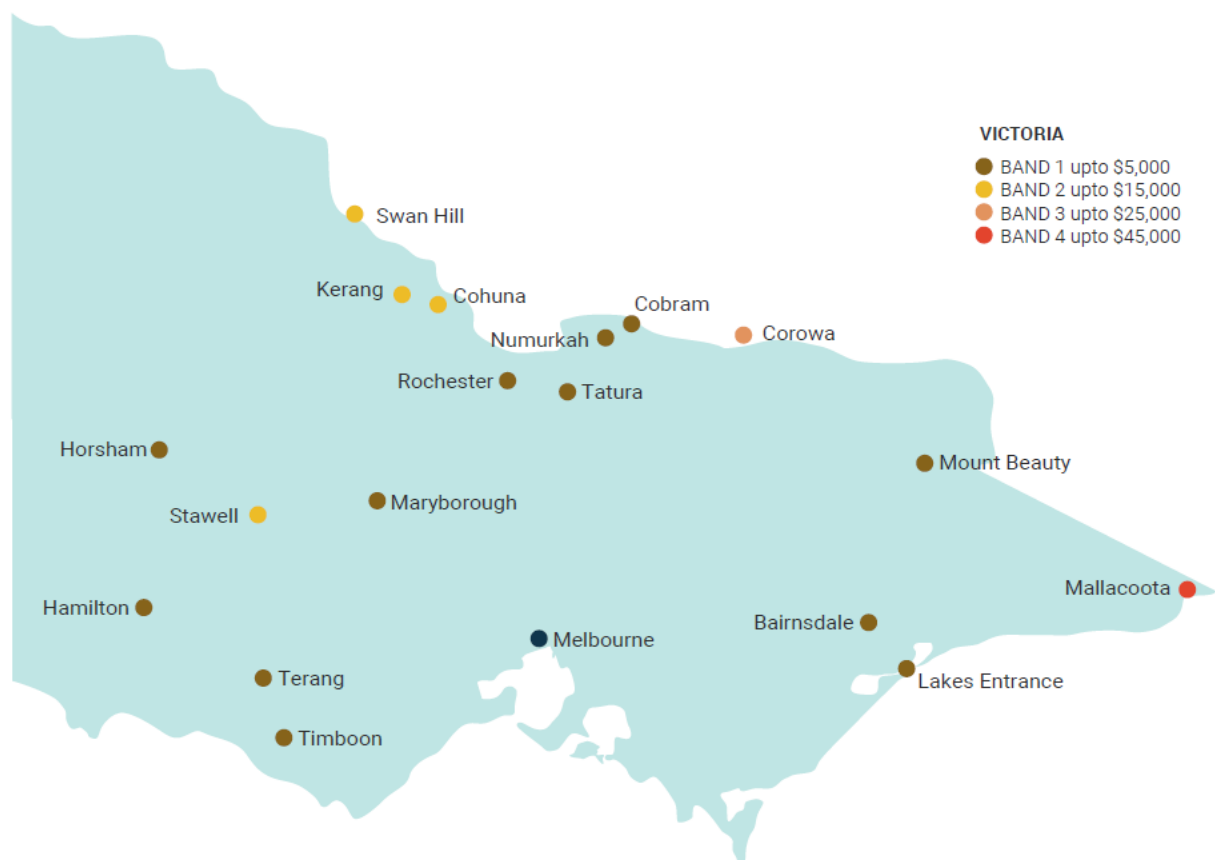 VICTORIA
BAND 1 upto $5,000
BAND 2 upto $15,000
BAND 3 upto $25,000
BAND 4 upto $45,000
Swan Hill
Kerang
Cohuna
Cobram
Numurkah
Corowa
Rochester
Tatura
Horsham
Mount Beauty
Maryborough
Stawell
Mallacoota
Hamilton
Bairnsdale
Melbourne
Terang
Lakes Entrance
Timboon